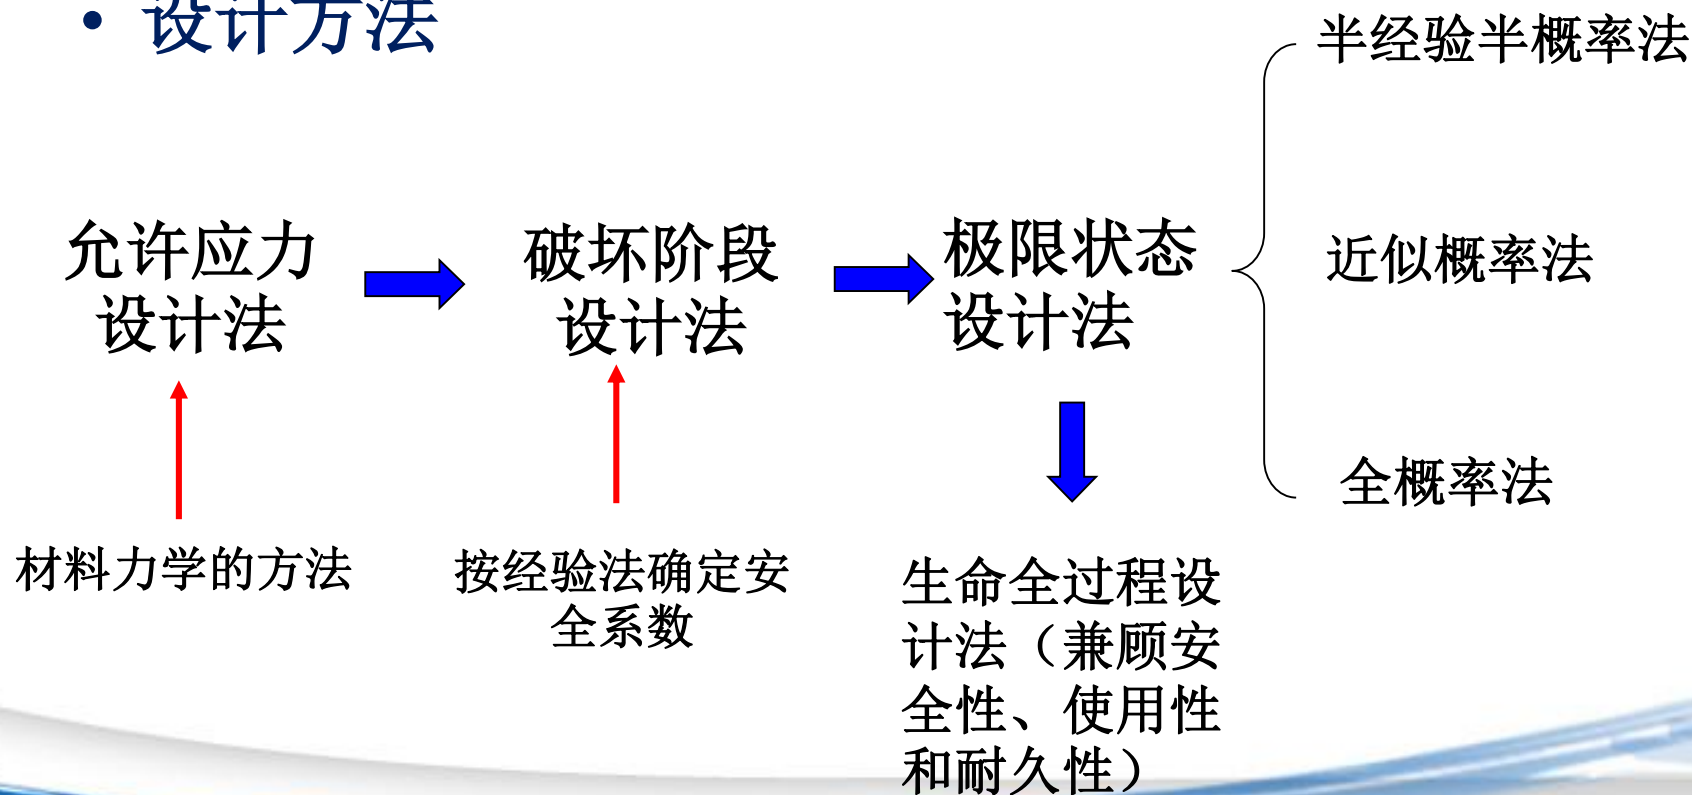 • 设计方法
半经验半概率法
允许应力
设计法
破坏阶段
设计法
极限状态
设计法
近似概率法
全概率法
材料力学的方法
按经验法确定安
全系数
生命全过程设
计法（兼顾安
全性、使用性
和耐久性）